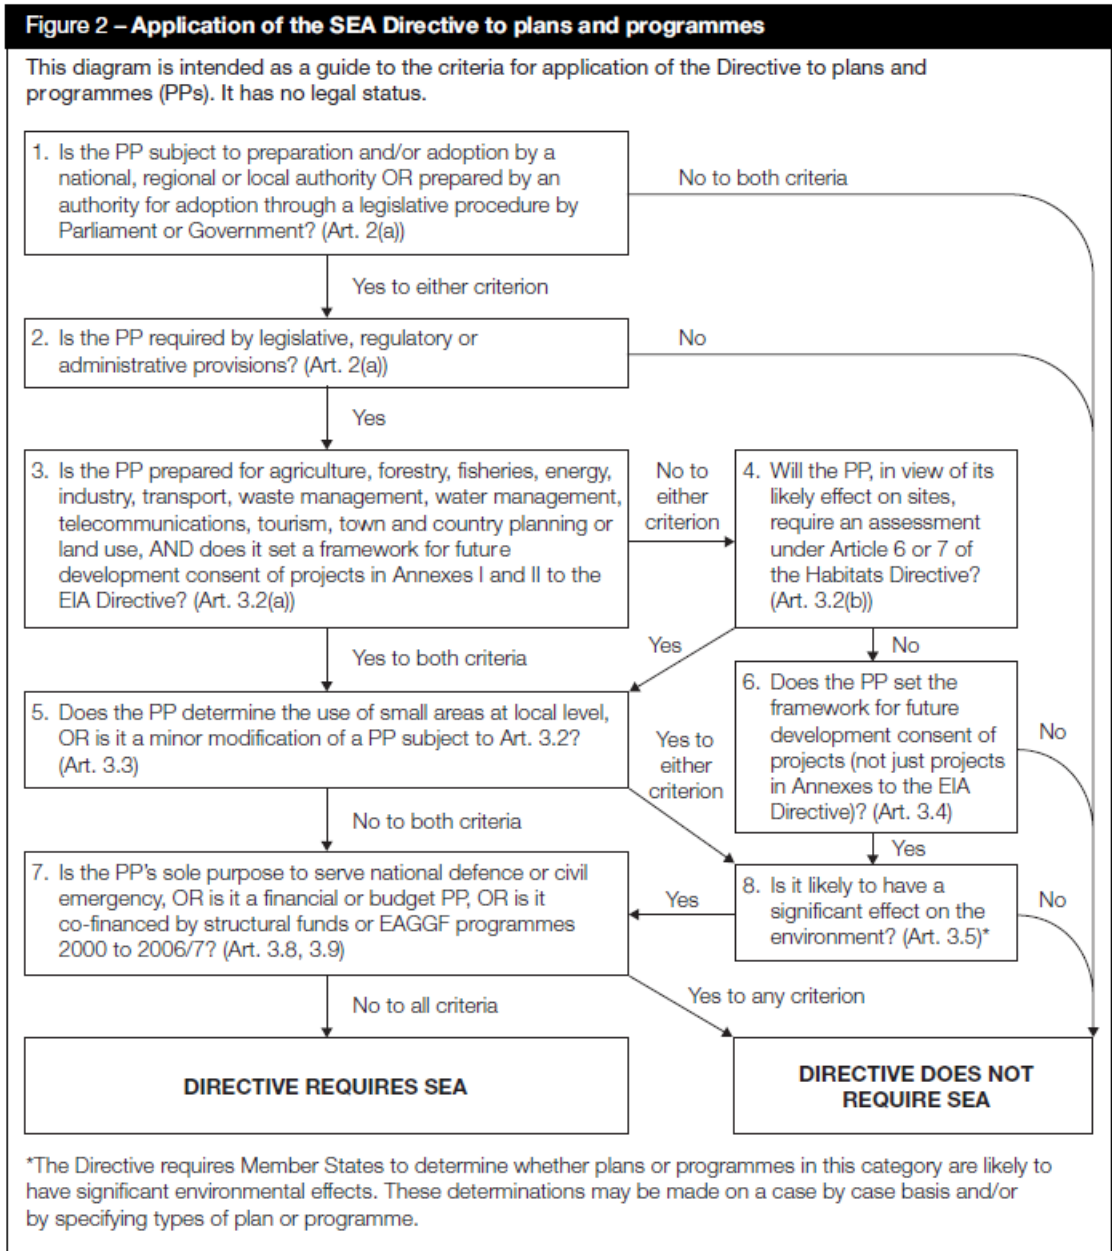 Figure 2 – Application of the SEA Directive to plans and programmes
This diagram is intended as a guide to the criteria for application of the Directive to plans and
programmes (PPs). It has no legal status.
1. Is the PP subject to preparation and/or adoption by a
national, regional or local authority OR prepared by an
authority for adoption through a legislative procedure by
Parliament or Government? (Art. 2(a))
No to both criteria
Yes to either criterion
2. Is the PP required by legislative, regulatory or
administrative provisions? (Art. 2(a))
No
Yes
3. Is the PP prepared for agriculture, forestry, fisheries, energy,
industry, transport, waste management, water management,
telecommunications, tourism, town and country planning or
land use, AND does it set a framework for future
development consent of projects in Annexes I and II to the
EIA Directive? (Art. 3.2(a))
No to
either
criterion
4. Will the PP, in view of its
likely effect on sites,
require an assessment
under Article 6 or 7 of
the Habitats Directive?
(Art. 3.2(b))
Yes to both criteria
Yes
No
5. Does the PP determine the use of small areas at local level,
OR is it a minor modification of a PP subject to Art. 3.2?
(Art. 3.3)
Yes to
either
criterion
6. Does the PP set the
framework for future
development consent of
projects (not just projects
in Annexes to the EIA
Directive)? (Art. 3.4)
No
No to both criteria
Yes
7. Is the PP's sole purpose to serve national defence or civil
emergency, OR is it a financial or budget PP, OR is it
co-financed by structural funds or EAGGF programmes
2000 to 2006/7? (Art. 3.8, 3.9)
Yes
8. Is it likely to have a
significant effect on the
environment? (Art. 3.5)*
No
No to all criteria
Yes to any criterion
DIRECTIVE REQUIRES SEA
DIRECTIVE DOES NOT
REQUIRE SEA
*The Directive requires Member States to determine whether plans or programmes in this category are likely to
have significant environmental effects. These determinations may be made on a case by case basis and/or
by specifying types of plan or programme.